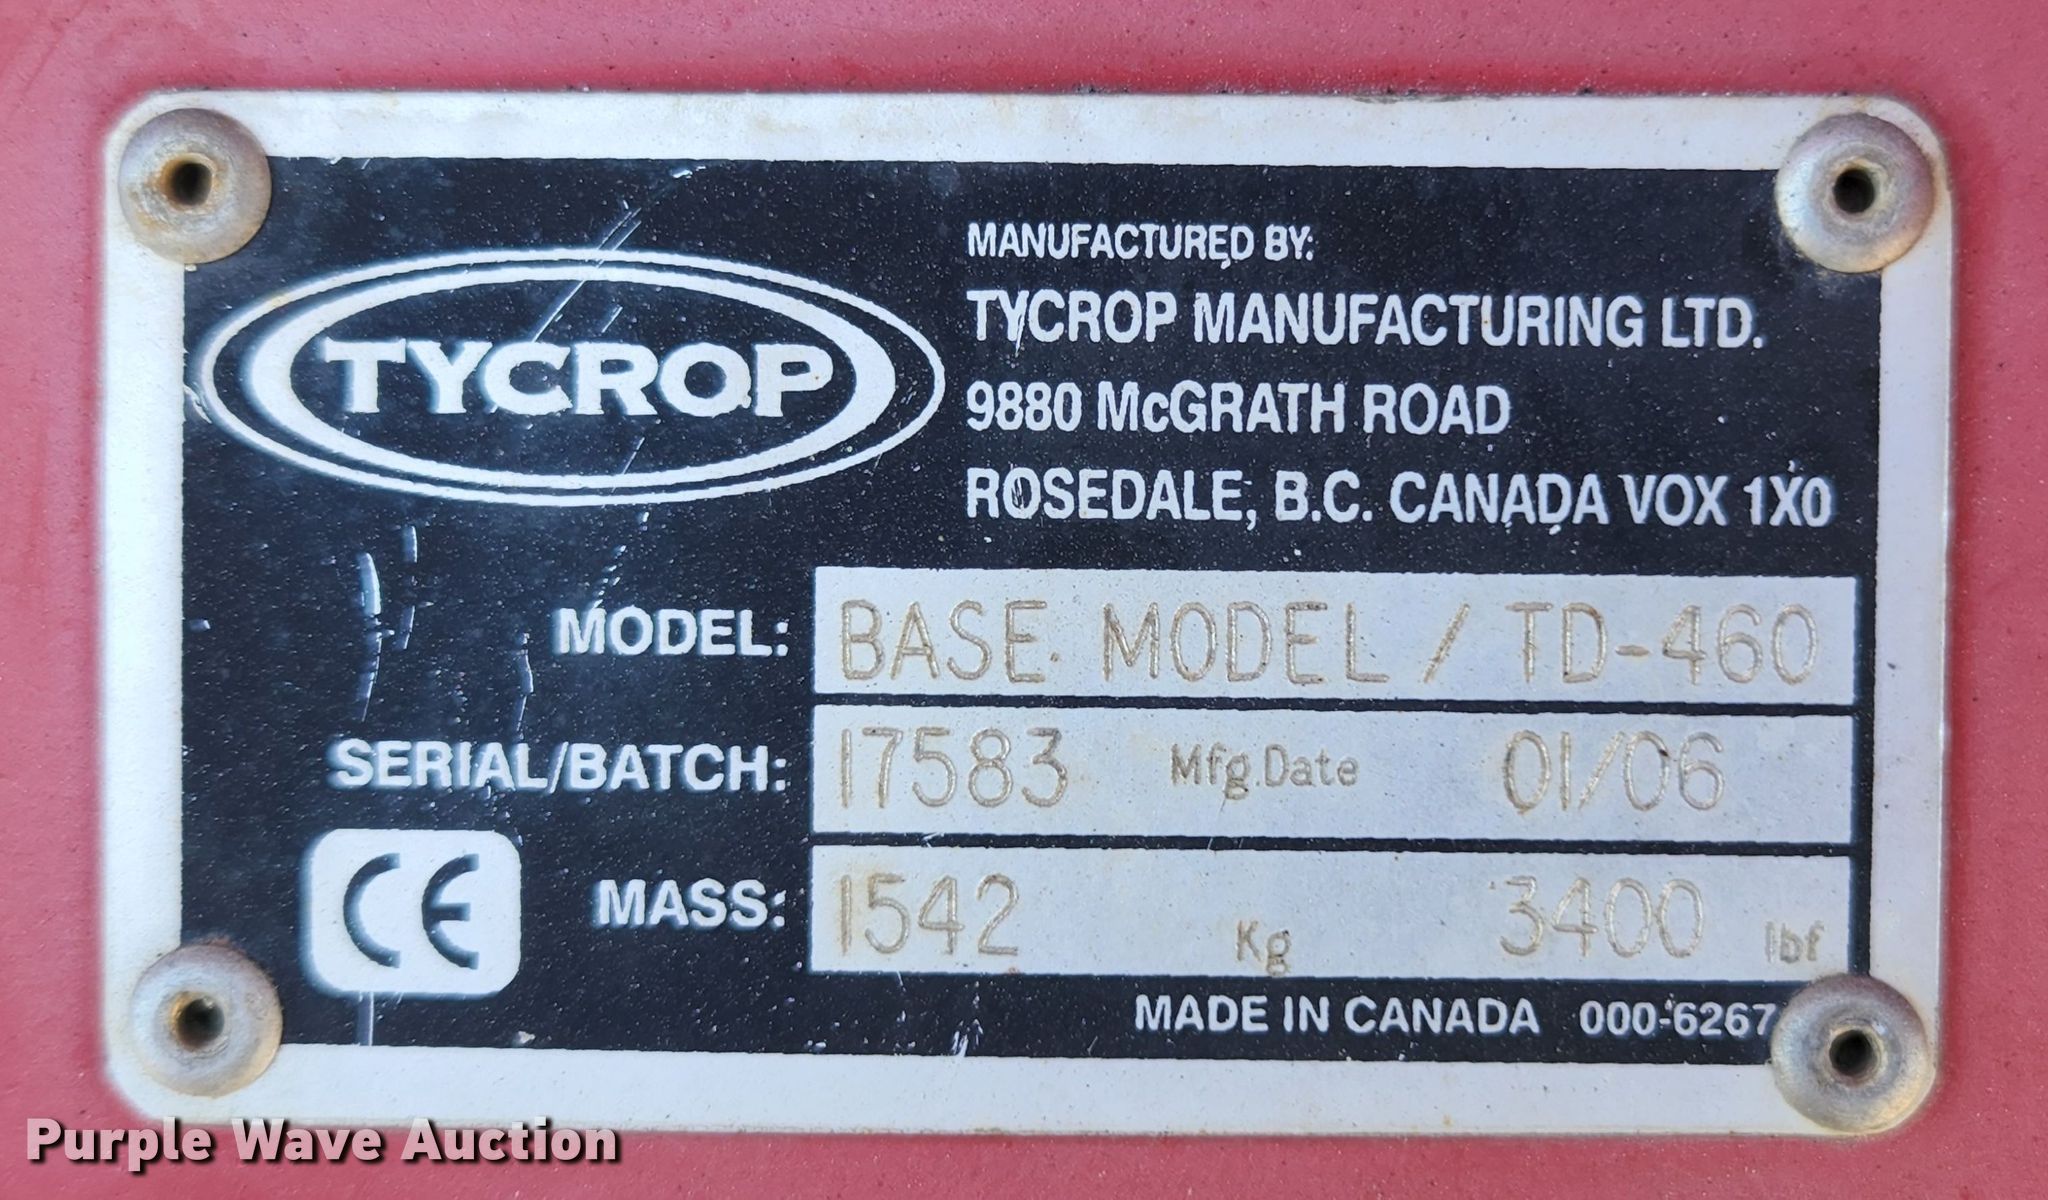 TYCROP
MANUFACTURED BY:
TYCROP MANUFACTURING LTD.
9880 McGRATH ROAD
ROSEDALE, B.C. CANADA VOX 1X0
MODEL: BASE MODEL / TD-460
SERIAL/BATCH: 17583 Mfg.Date 01/06
CE
MASS: 1542 Kg 3400 lbf
MADE IN CANADA 000-6267
Purple Wave Auction